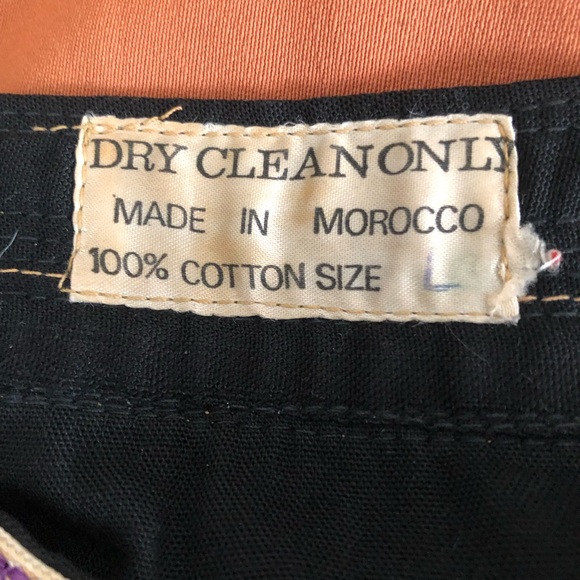 DRY CLEAN ONLY
MADE IN MOROCCO
100% COTTON SIZE L